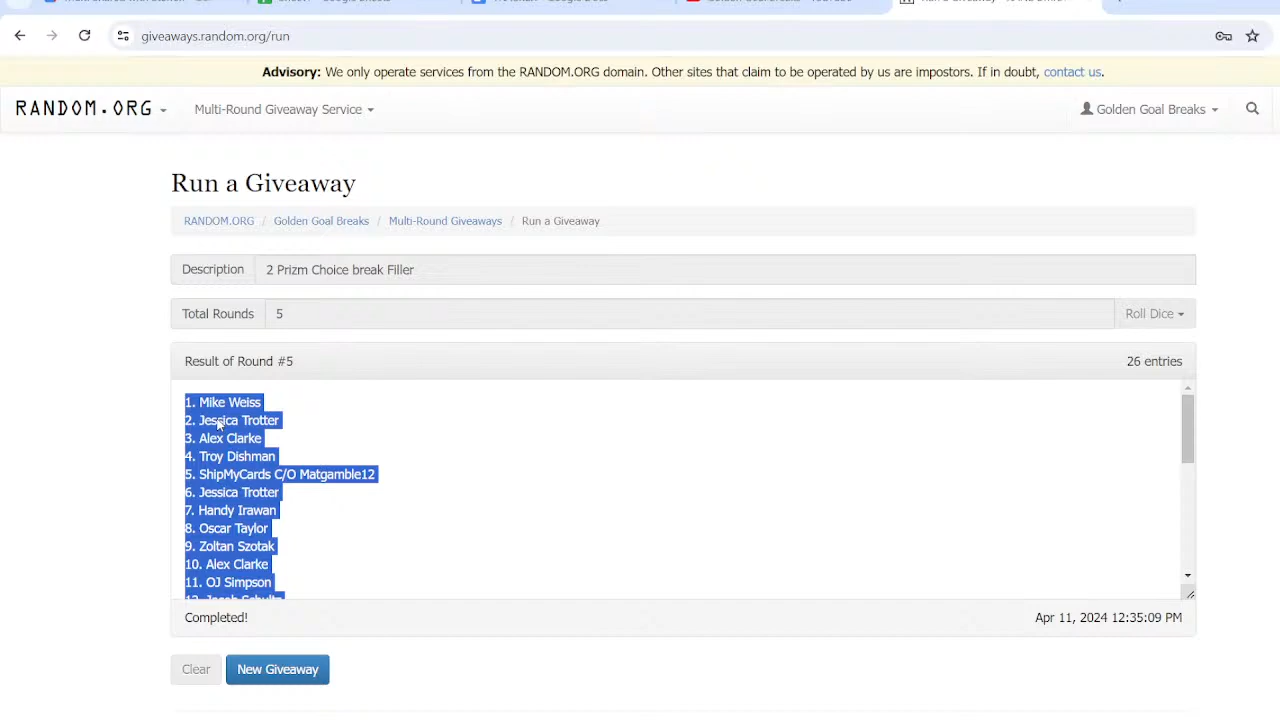 giveaways.random.org/run
Advisory: We only operate services from the RANDOM.ORG domain. Other sites that claim to be operated by us are impostors. If in doubt, contact us.
RANDOM.ORG Multi-Round Giveaway Service Golden Goal Breaks
Run a Giveaway
RANDOM.ORG / Golden Goal Breaks / Multi-Round Giveaways / Run a Giveaway
Description 2 Prizm Choice break Filler
Total Rounds 5 Roll Dice
Result of Round #5 26 entries
1. Mike Weiss
2. Jessica Trotter
3. Alex Clarke
4. Troy Dishman
5. ShipMyCards C/O Matgamble12
6. Jessica Trotter
7. Handy Irawan
8. Oscar Taylor
9. Zoltan Szotak
10. Alex Clarke
11. OJ Simpson
Completed! Apr 11, 2024 12:35:09 PM
Clear New Giveaway